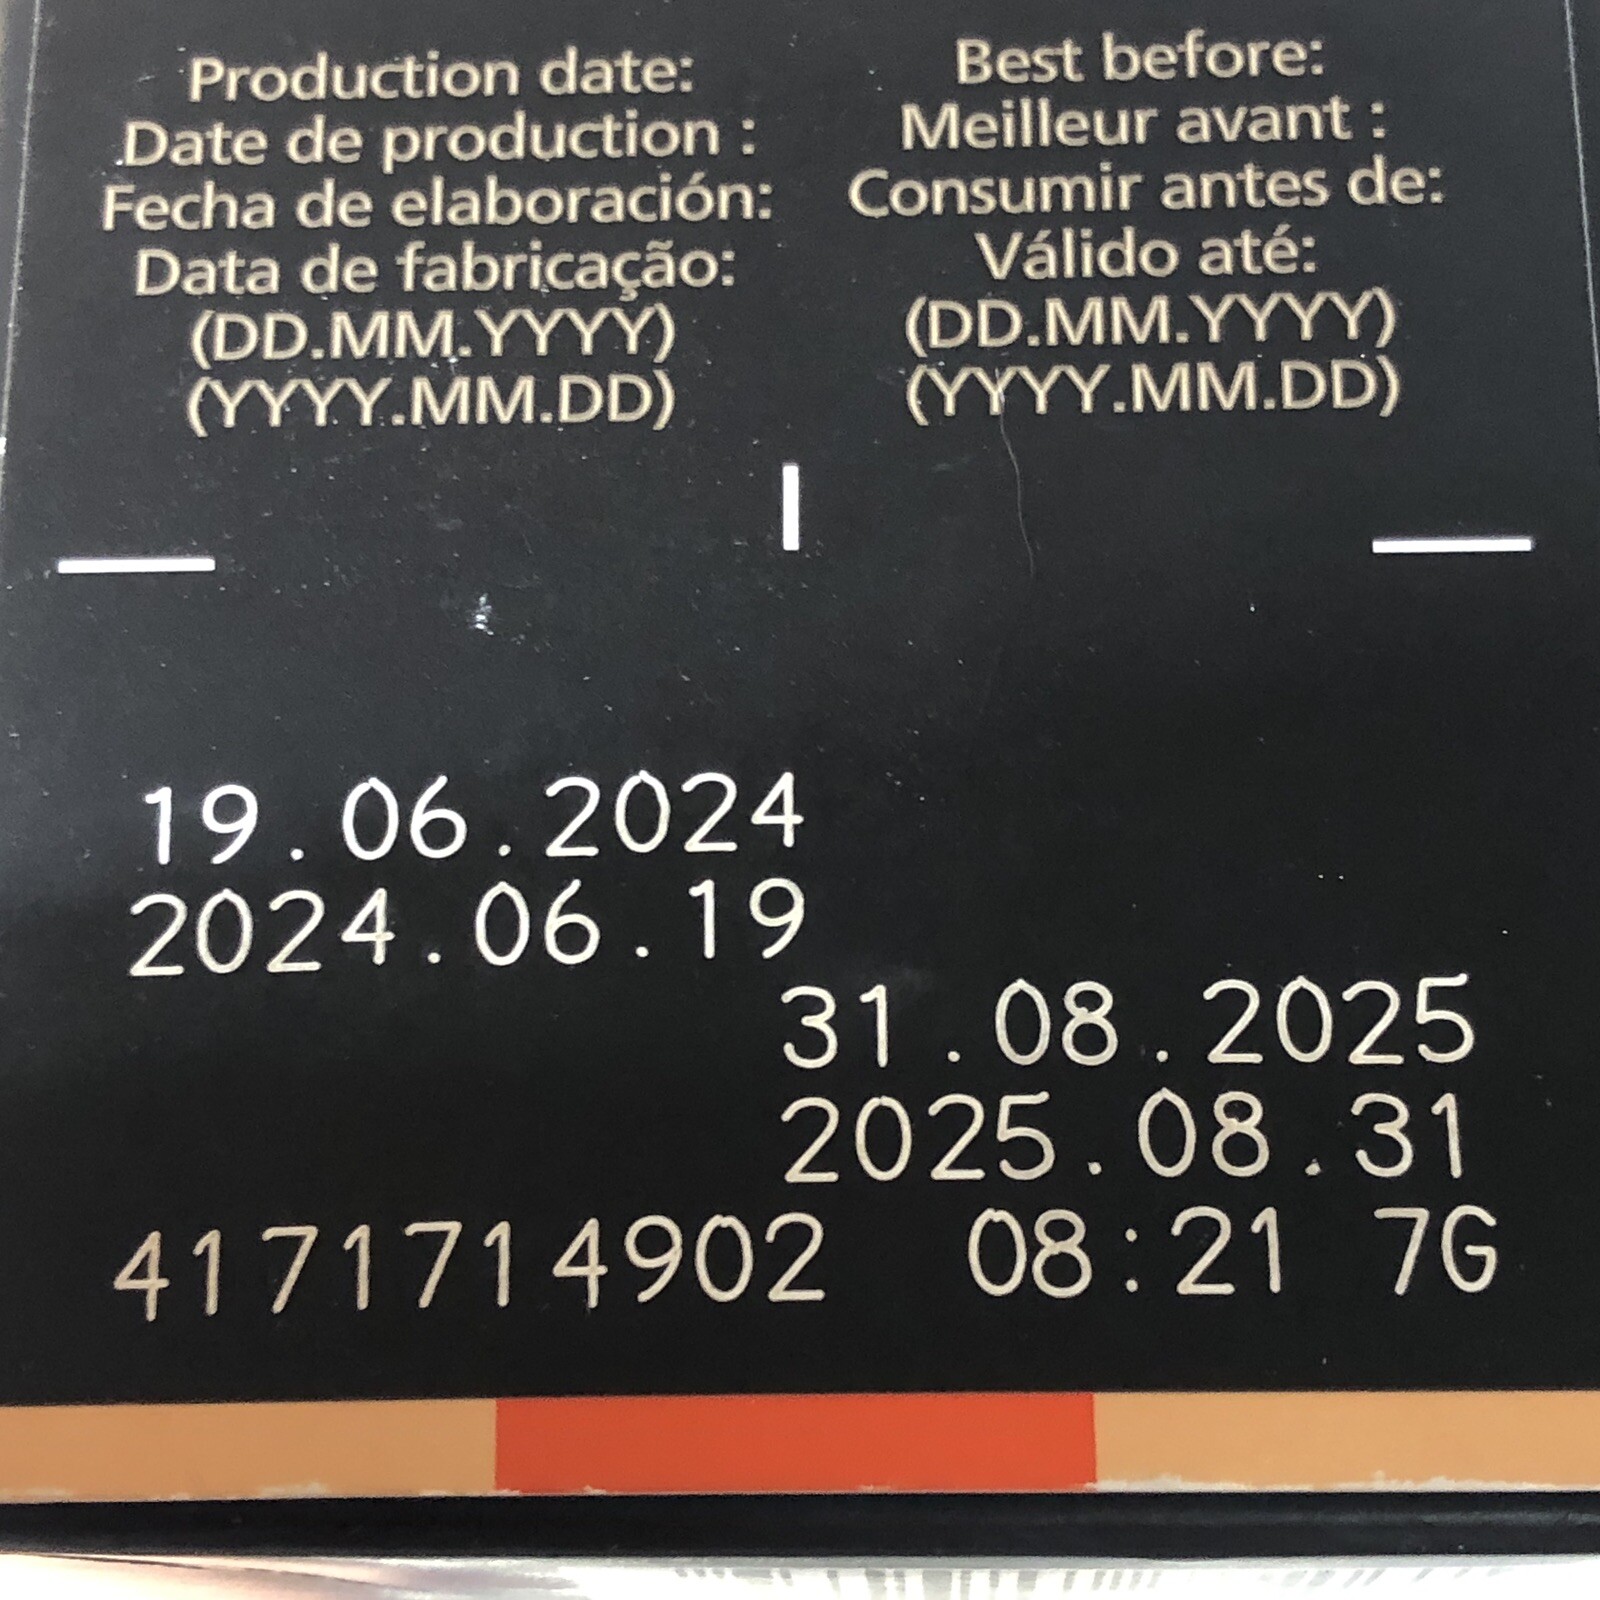 Production date:
Date de production :
Fecha de elaboración:
Data de fabricação:
(DD.MM.YYYY)
(YYYY.MM.DD)
Best before:
Meilleur avant :
Consumir antes de:
Válido até:
(DD.MM.YYYY)
(YYYY.MM.DD)
19.06.2024
2024.06.19
31.08.2025
2025.08.31
4171714902 08:21 7G